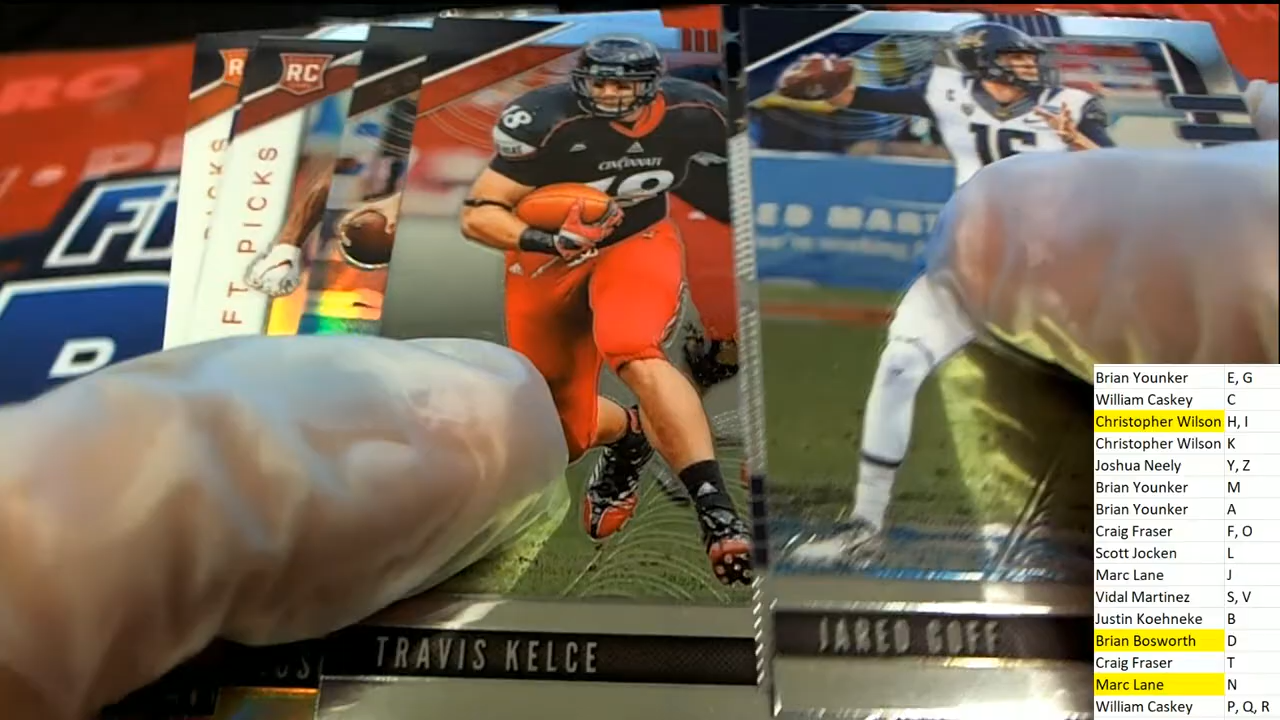 RC
FT PICKS
18
CINCINNATI
18
16
TRAVIS KELCE
JARED GOFF
Brian Younker E, G
William Caskey C
Christopher Wilson H, I
Christopher Wilson K
Joshua Neely Y, Z
Brian Younker M
Brian Younker A
Craig Fraser F, O
Scott Jocken L
Marc Lane J
Vidal Martinez S, V
Justin Koehneke B
Brian Bosworth D
Craig Fraser T
Marc Lane N
William Caskey P, Q, R